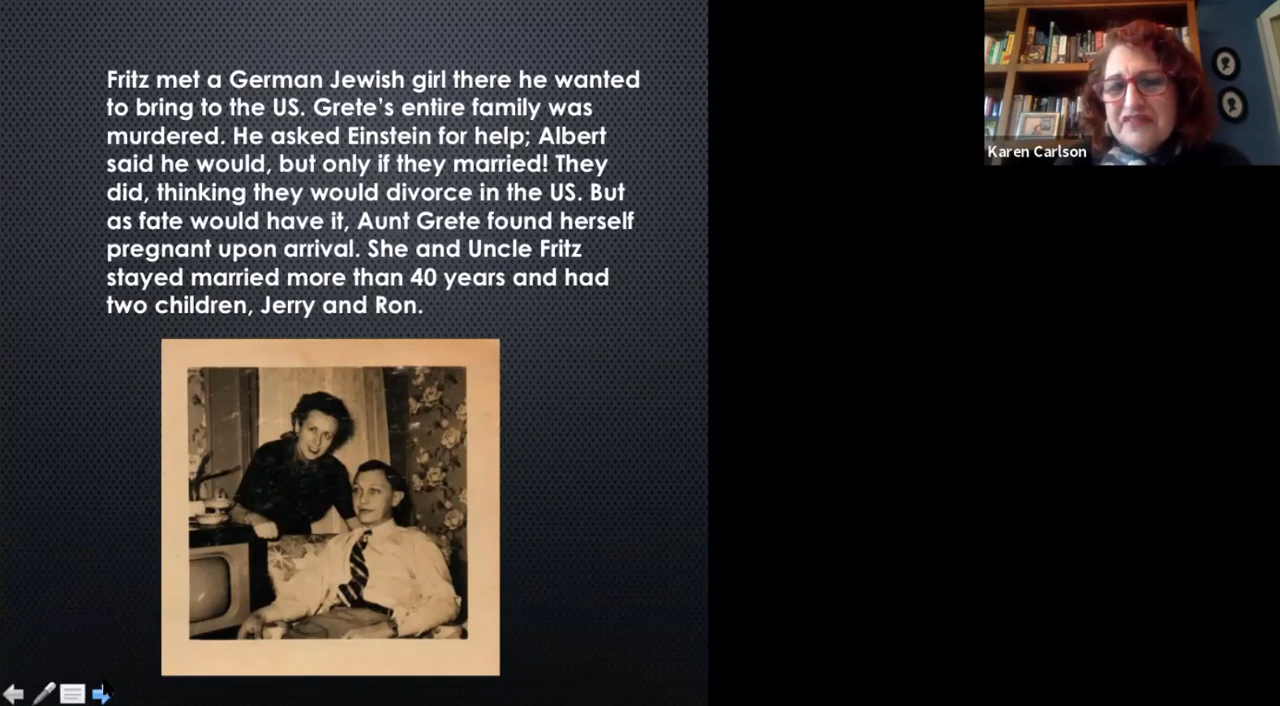 Fritz met a German Jewish girl there he wanted
to bring to the US. Grete's entire family was
murdered. He asked Einstein for help; Albert
said he would, but only if they married! They
did, thinking they would divorce in the US. But
as fate would have it, Aunt Grete found herself
pregnant upon arrival. She and Uncle Fritz
stayed married more than 40 years and had
two children, Jerry and Ron.
Karen Carlson